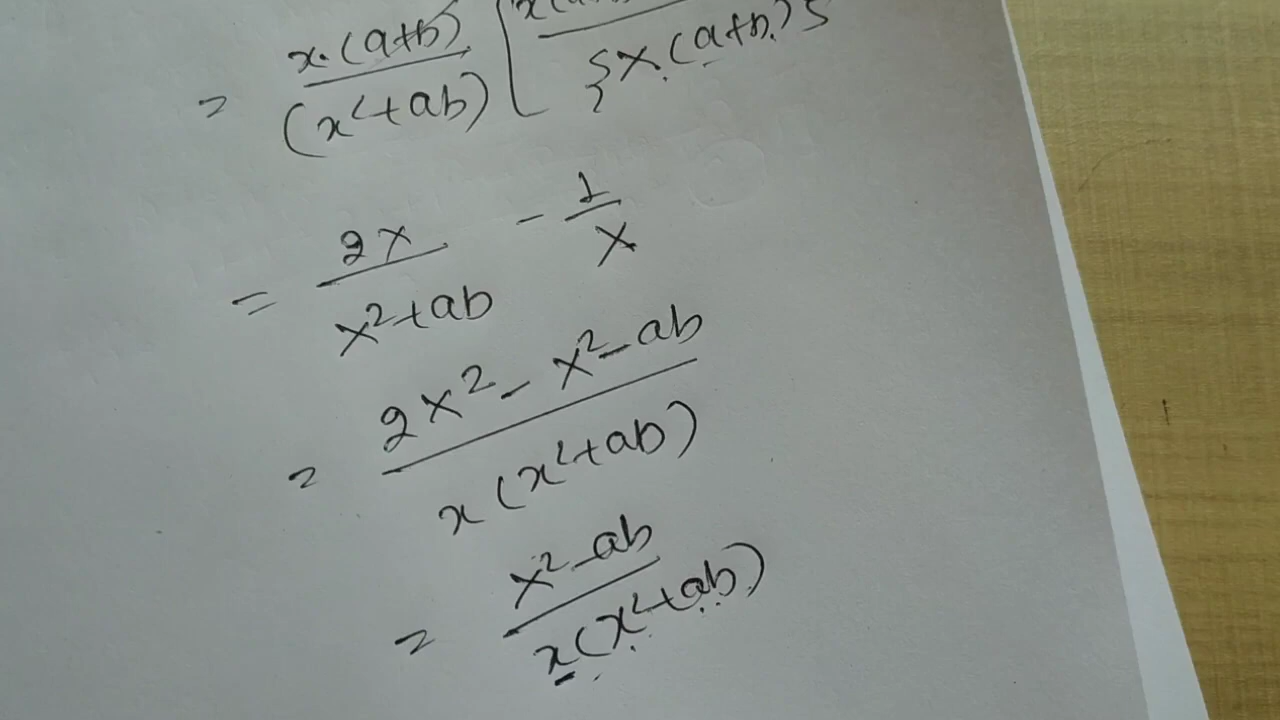 = x.(a+b) / (x²+ab) [ {x.(a+b)}
= 2x / x²+ab - 1/x
= 2x² - x² - ab / x(x²+ab)
= x² - ab / x(x²+ab)